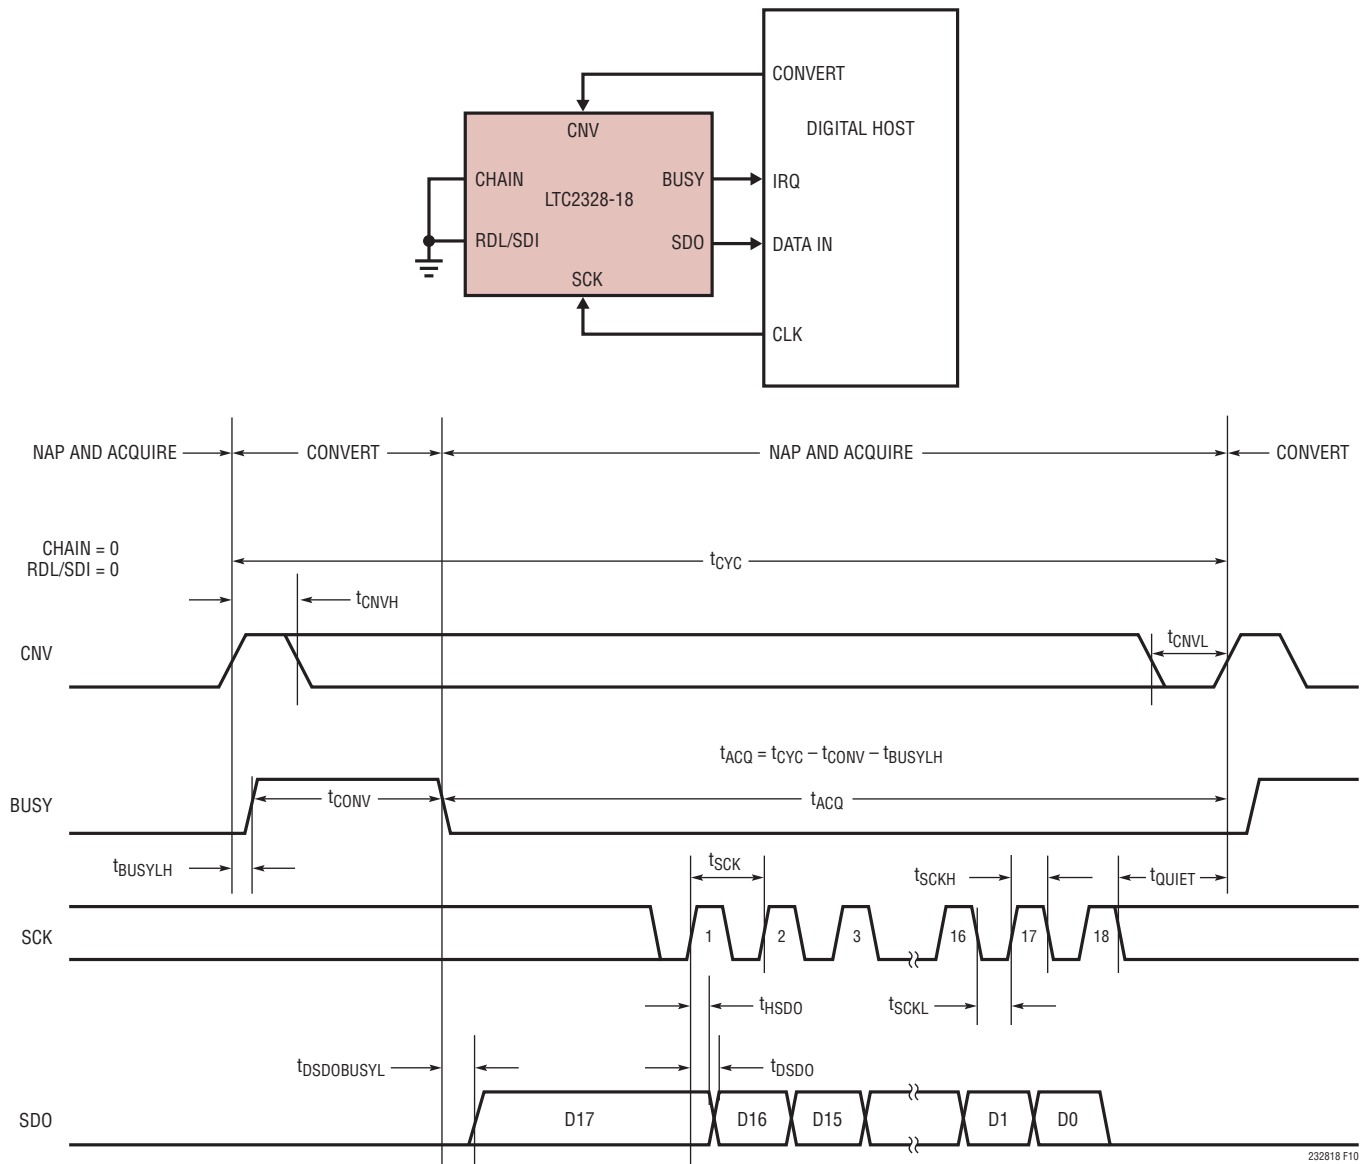 CONVERT
DIGITAL HOST
CNV
CHAIN
BUSY
IRQ
LTC2328-18
RDL/SDI
SDO
DATA IN
SCK
CLK
NAP AND ACQUIRE
CONVERT
NAP AND ACQUIRE
CONVERT
CHAIN = 0
RDL/SDI = 0
tCYC
tCNVH
CNV
tCNVL
tACQ = tCYC – tCONV – tBUSYLH
BUSY
tCONV
tACQ
tBUSYLH
tSCK
tSCKH
tQUIET
SCK
1
2
3
16
17
18
tHSDO
tSCKL
tDSDOBUSYL
tDSDO
SDO
D17
D16
D15
D1
D0
232818 F10